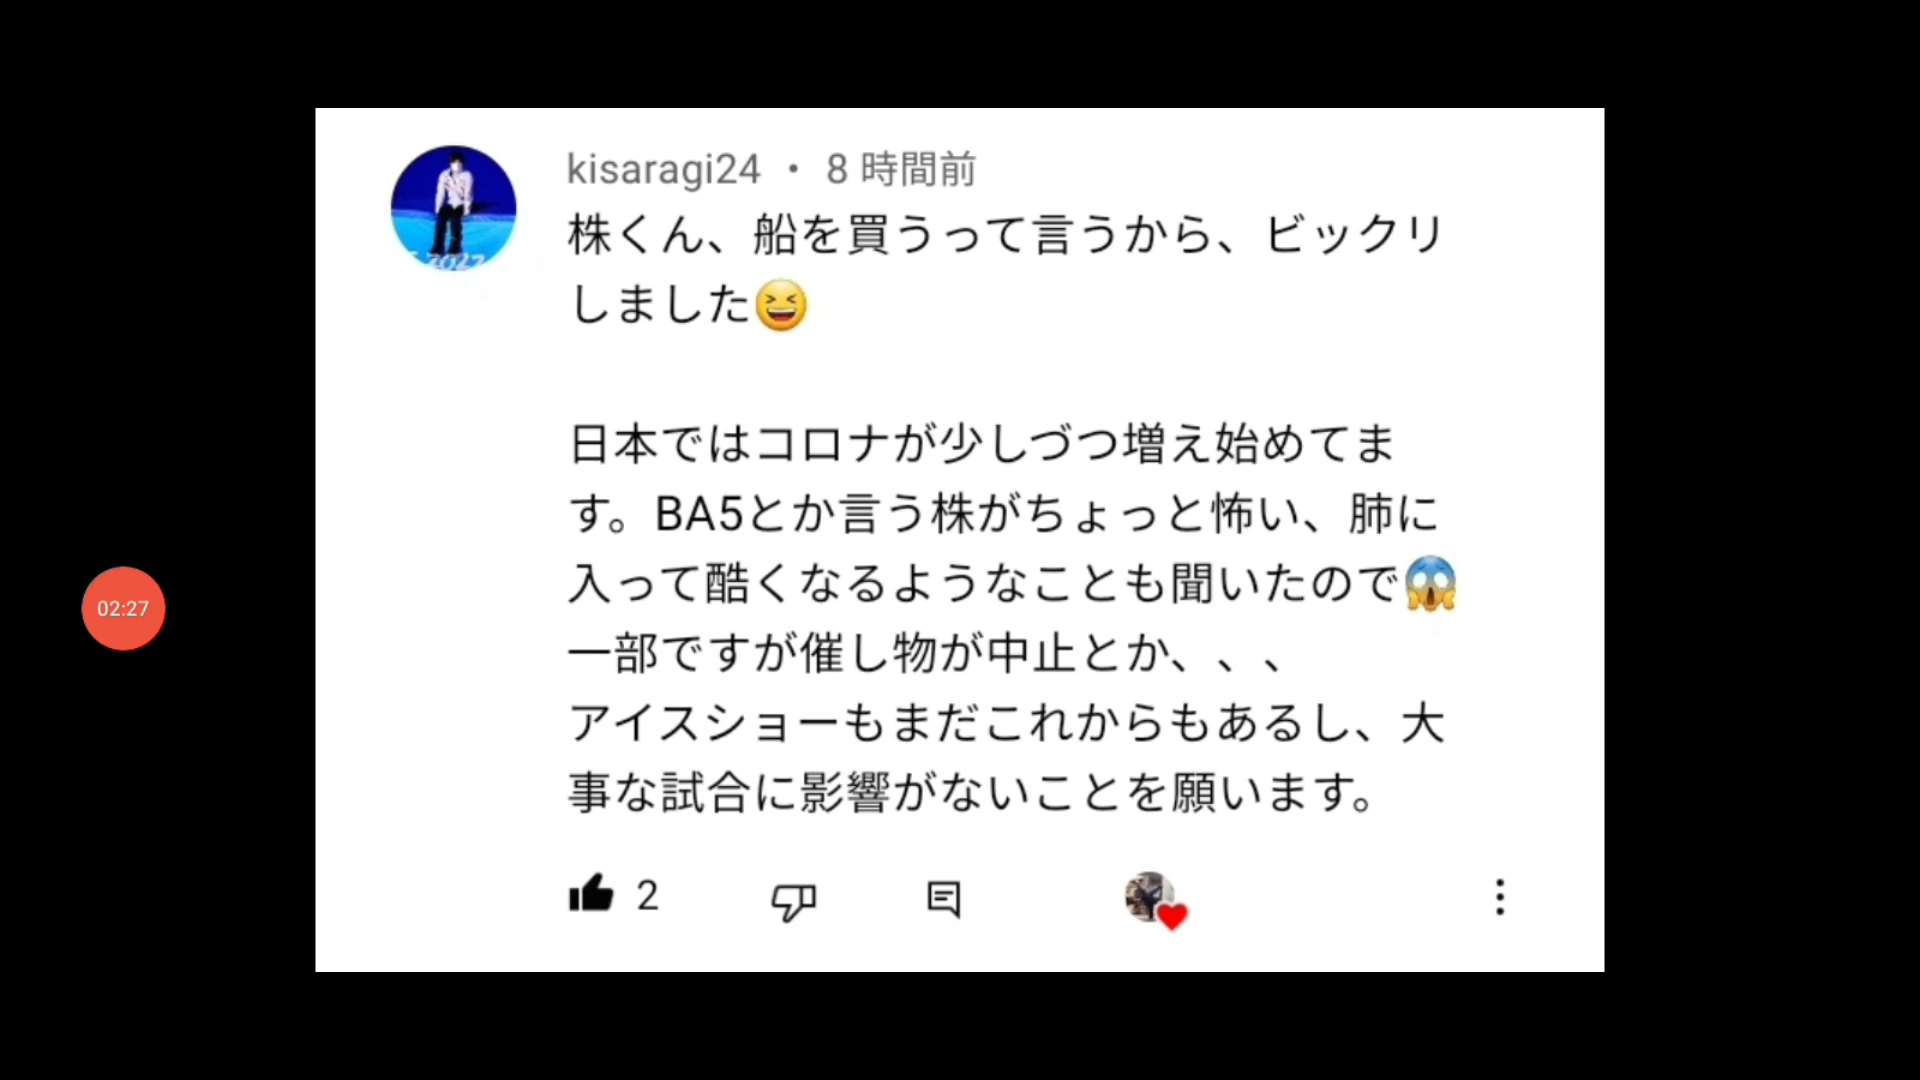 kisaragi24 ・ 8 時間前
株くん、船を買うって言うから、ビックリ
しました😆
日本ではコロナが少しづつ増え始めてま
す。BA5とか言う株がちょっと怖い、肺に
入って酷くなるようなことも聞いたので😱
一部ですが催し物が中止とか、、、
アイスショーもまだこれからもあるし、大
事な試合に影響がないことを願います。
2
02:27